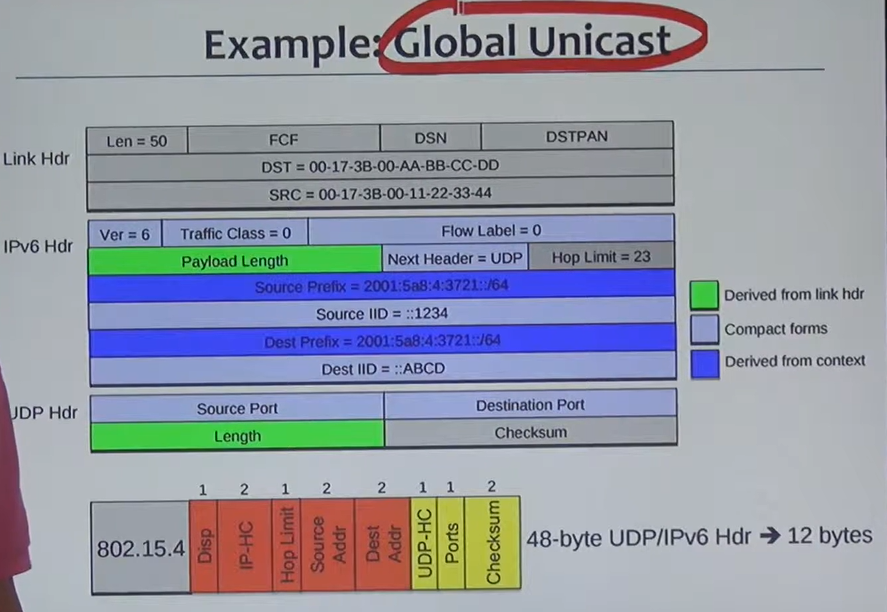 Example: Global Unicast
Link Hdr
Len = 50 FCF DSN DSTPAN
DST = 00-17-3B-00-AA-BB-CC-DD
SRC = 00-17-3B-00-11-22-33-44
IPv6 Hdr
Ver = 6 Traffic Class = 0 Flow Label = 0
Payload Length Next Header = UDP Hop Limit = 23
Source Prefix = 2001:5a8:4:3721::/64
Source IID = ::1234
Dest Prefix = 2001:5a8:4:3721::/64
Dest IID = ::ABCD
Derived from link hdr
Compact forms
Derived from context
UDP Hdr
Source Port Destination Port
Length Checksum
1 2 1 2 2 1 1 2
802.15.4 Disp IP-HC Hop Limit Source Addr Dest Addr UDP-HC Ports Checksum
48-byte UDP/IPv6 Hdr → 12 bytes